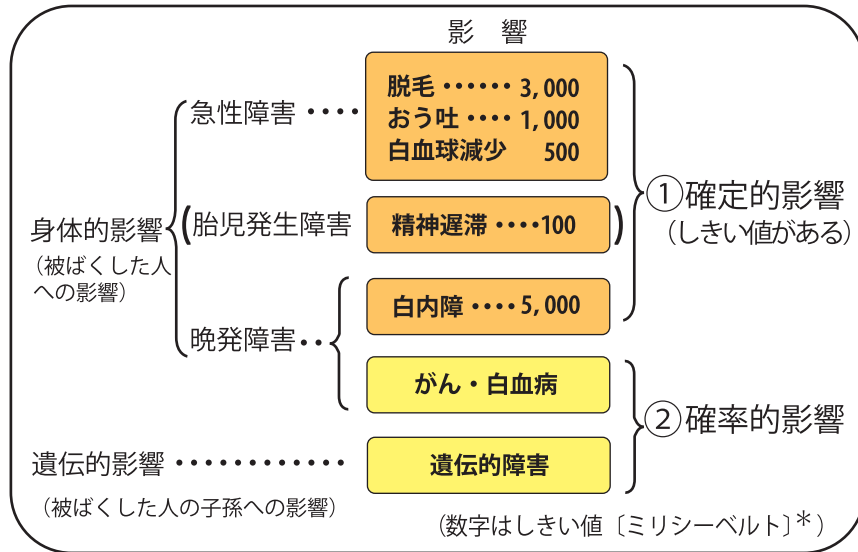 影 響
急性障害 ････
脱毛 ‥‥‥ 3,000
おう吐 ････ 1,000
白血球減少 500
①確定的影響
(しきい値がある)
(胎児発生障害
精神遅滞 ････100)
身体的影響
(被ばくした人
への影響)
白内障 ････ 5,000
晩発障害 ‥
がん・白血病
②確率的影響
遺伝的影響 ････････････
遺伝的障害
(被ばくした人の子孫への影響)
(数字はしきい値〔ミリシーベルト〕*)